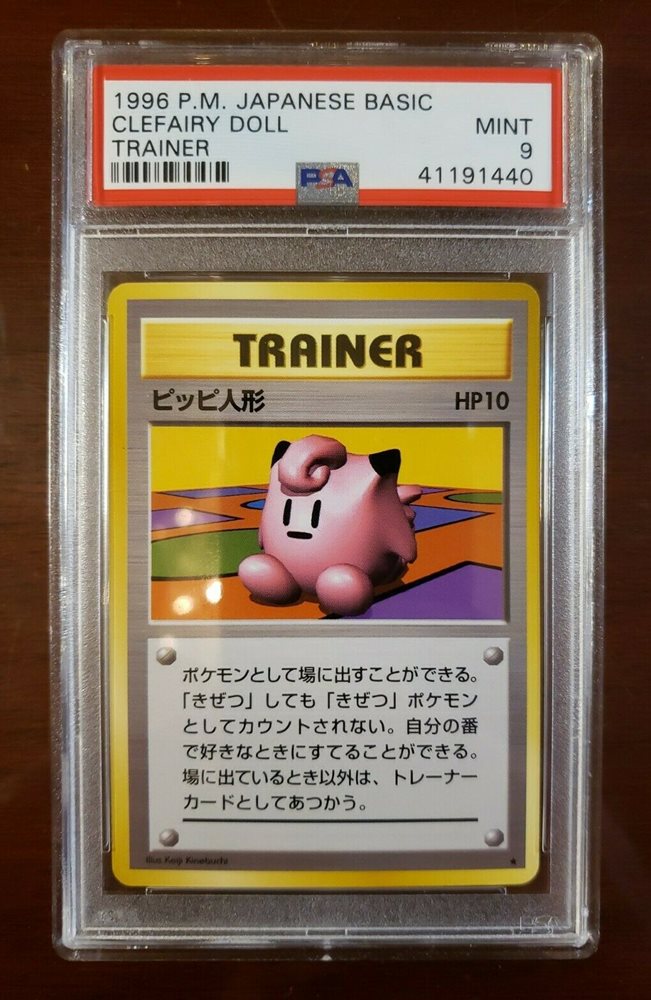 1996 P.M. JAPANESE BASIC
CLEFAIRY DOLL MINT
TRAINER 9
PSA 41191440
TRAINER
ピッピ人形 HP10
ポケモンとして場に出すことができる。
「きぜつ」しても「きぜつ」ポケモン
としてカウントされない。自分の番
で好きなときにすてることができる。
場に出ているとき以外は、トレーナー
カードとしてあつかう。
Illus. Keiji Kinebuchi ★